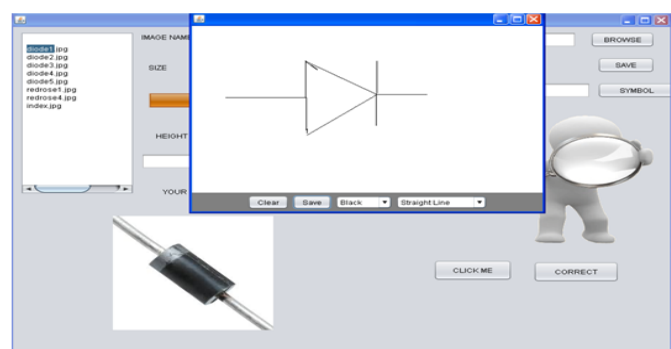 diode1.jpg
diode2.jpg
diode3.jpg
diode4.jpg
diode5.jpg
redrose1.jpg
redrose4.jpg
index.jpg
IMAGE NAM
SIZE
HEIGHT
YOUR
BROWSE
SAVE
SYMBOL
Clear Save Black Straight Line
CLICK ME
CORRECT